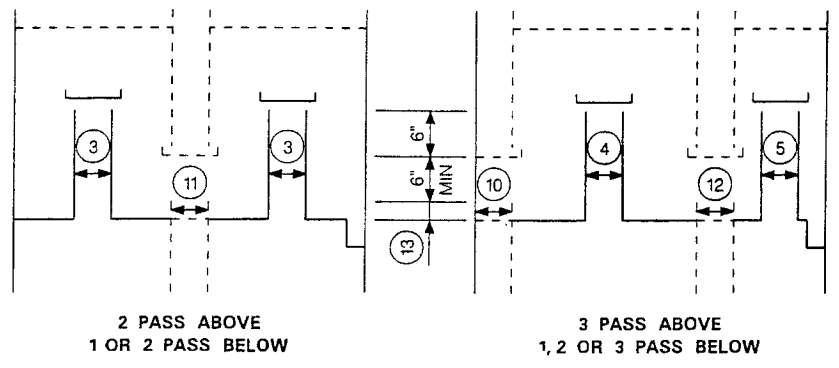 3
3
11
6"
6"
MIN
13
10
4
12
5
2 PASS ABOVE
1 OR 2 PASS BELOW
3 PASS ABOVE
1, 2 OR 3 PASS BELOW